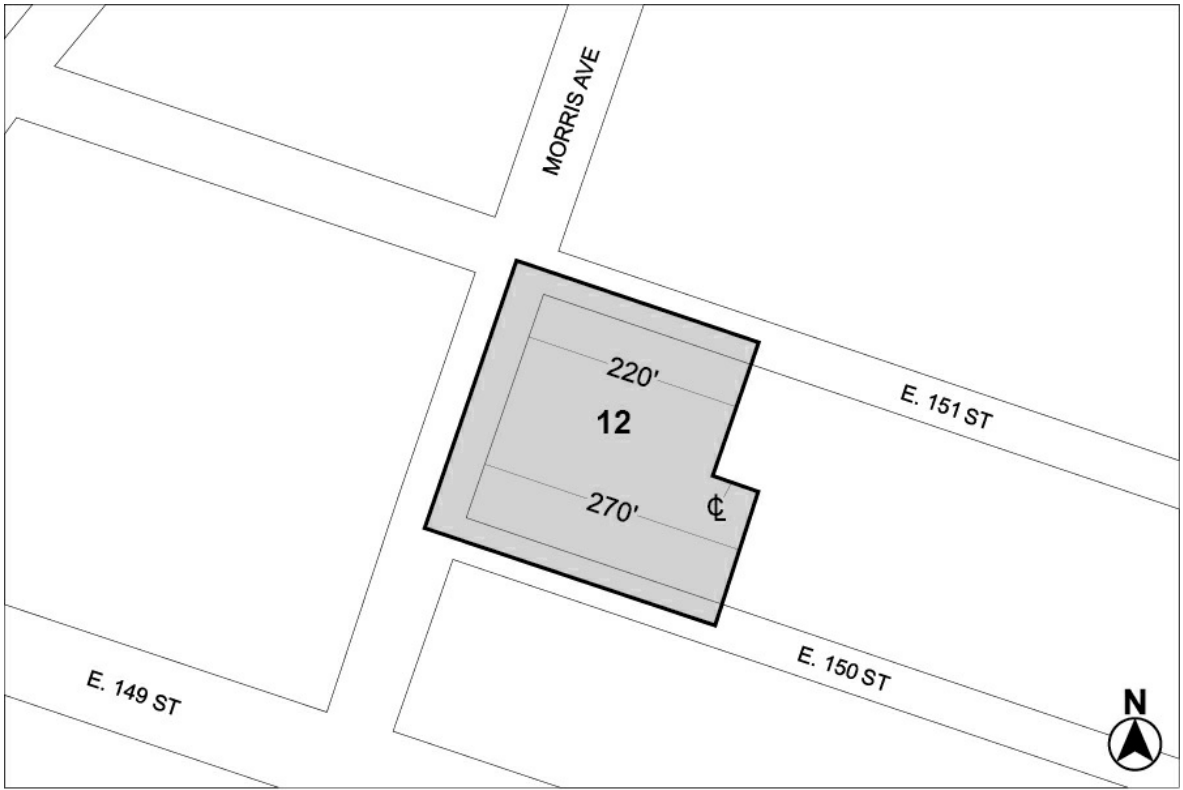 MORRIS AVE
220'
12
E. 151 ST
270'
℄
E. 150 ST
E. 149 ST
N